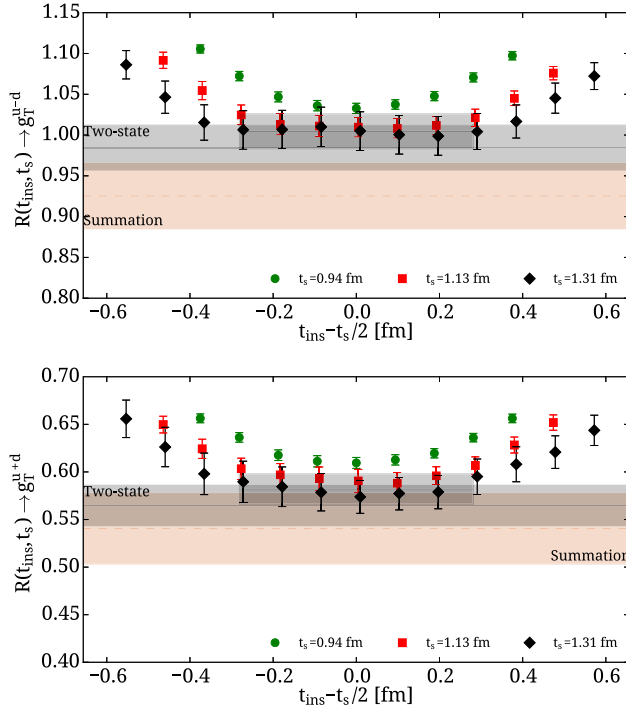 1.15
1.10
1.05
1.00
0.95
0.90
0.85
0.80
R(t_ins, t_s) → g_T^{u-d}
Two-state
Summation
t_s=0.94 fm t_s=1.13 fm t_s=1.31 fm
−0.6 −0.4 −0.2 0.0 0.2 0.4 0.6
t_ins−t_s/2 [fm]
0.70
0.65
0.60
0.55
0.50
0.45
0.40
R(t_ins, t_s) → g_T^{u+d}
Two-state
Summation
t_s=0.94 fm t_s=1.13 fm t_s=1.31 fm
−0.6 −0.4 −0.2 0.0 0.2 0.4 0.6
t_ins−t_s/2 [fm]